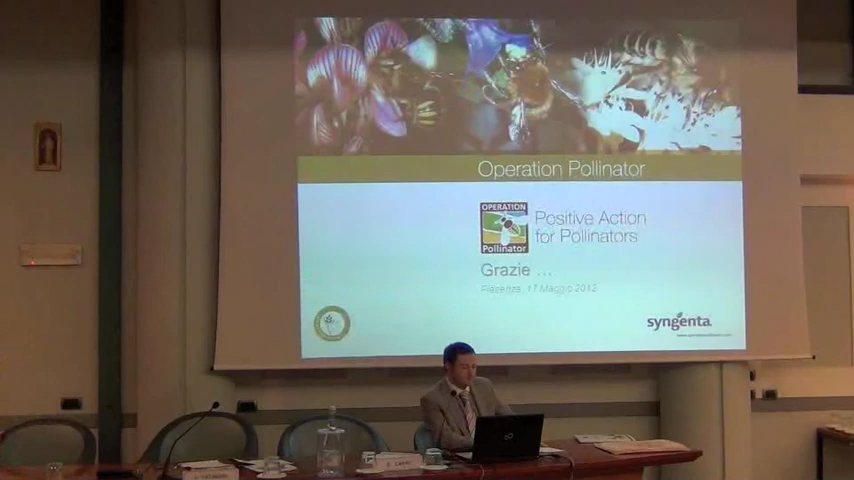 Operation Pollinator
OPERATION
Pollinator
Positive Action
for Pollinators
Grazie ...
Piacenza, 17 Maggio 2012
syngenta